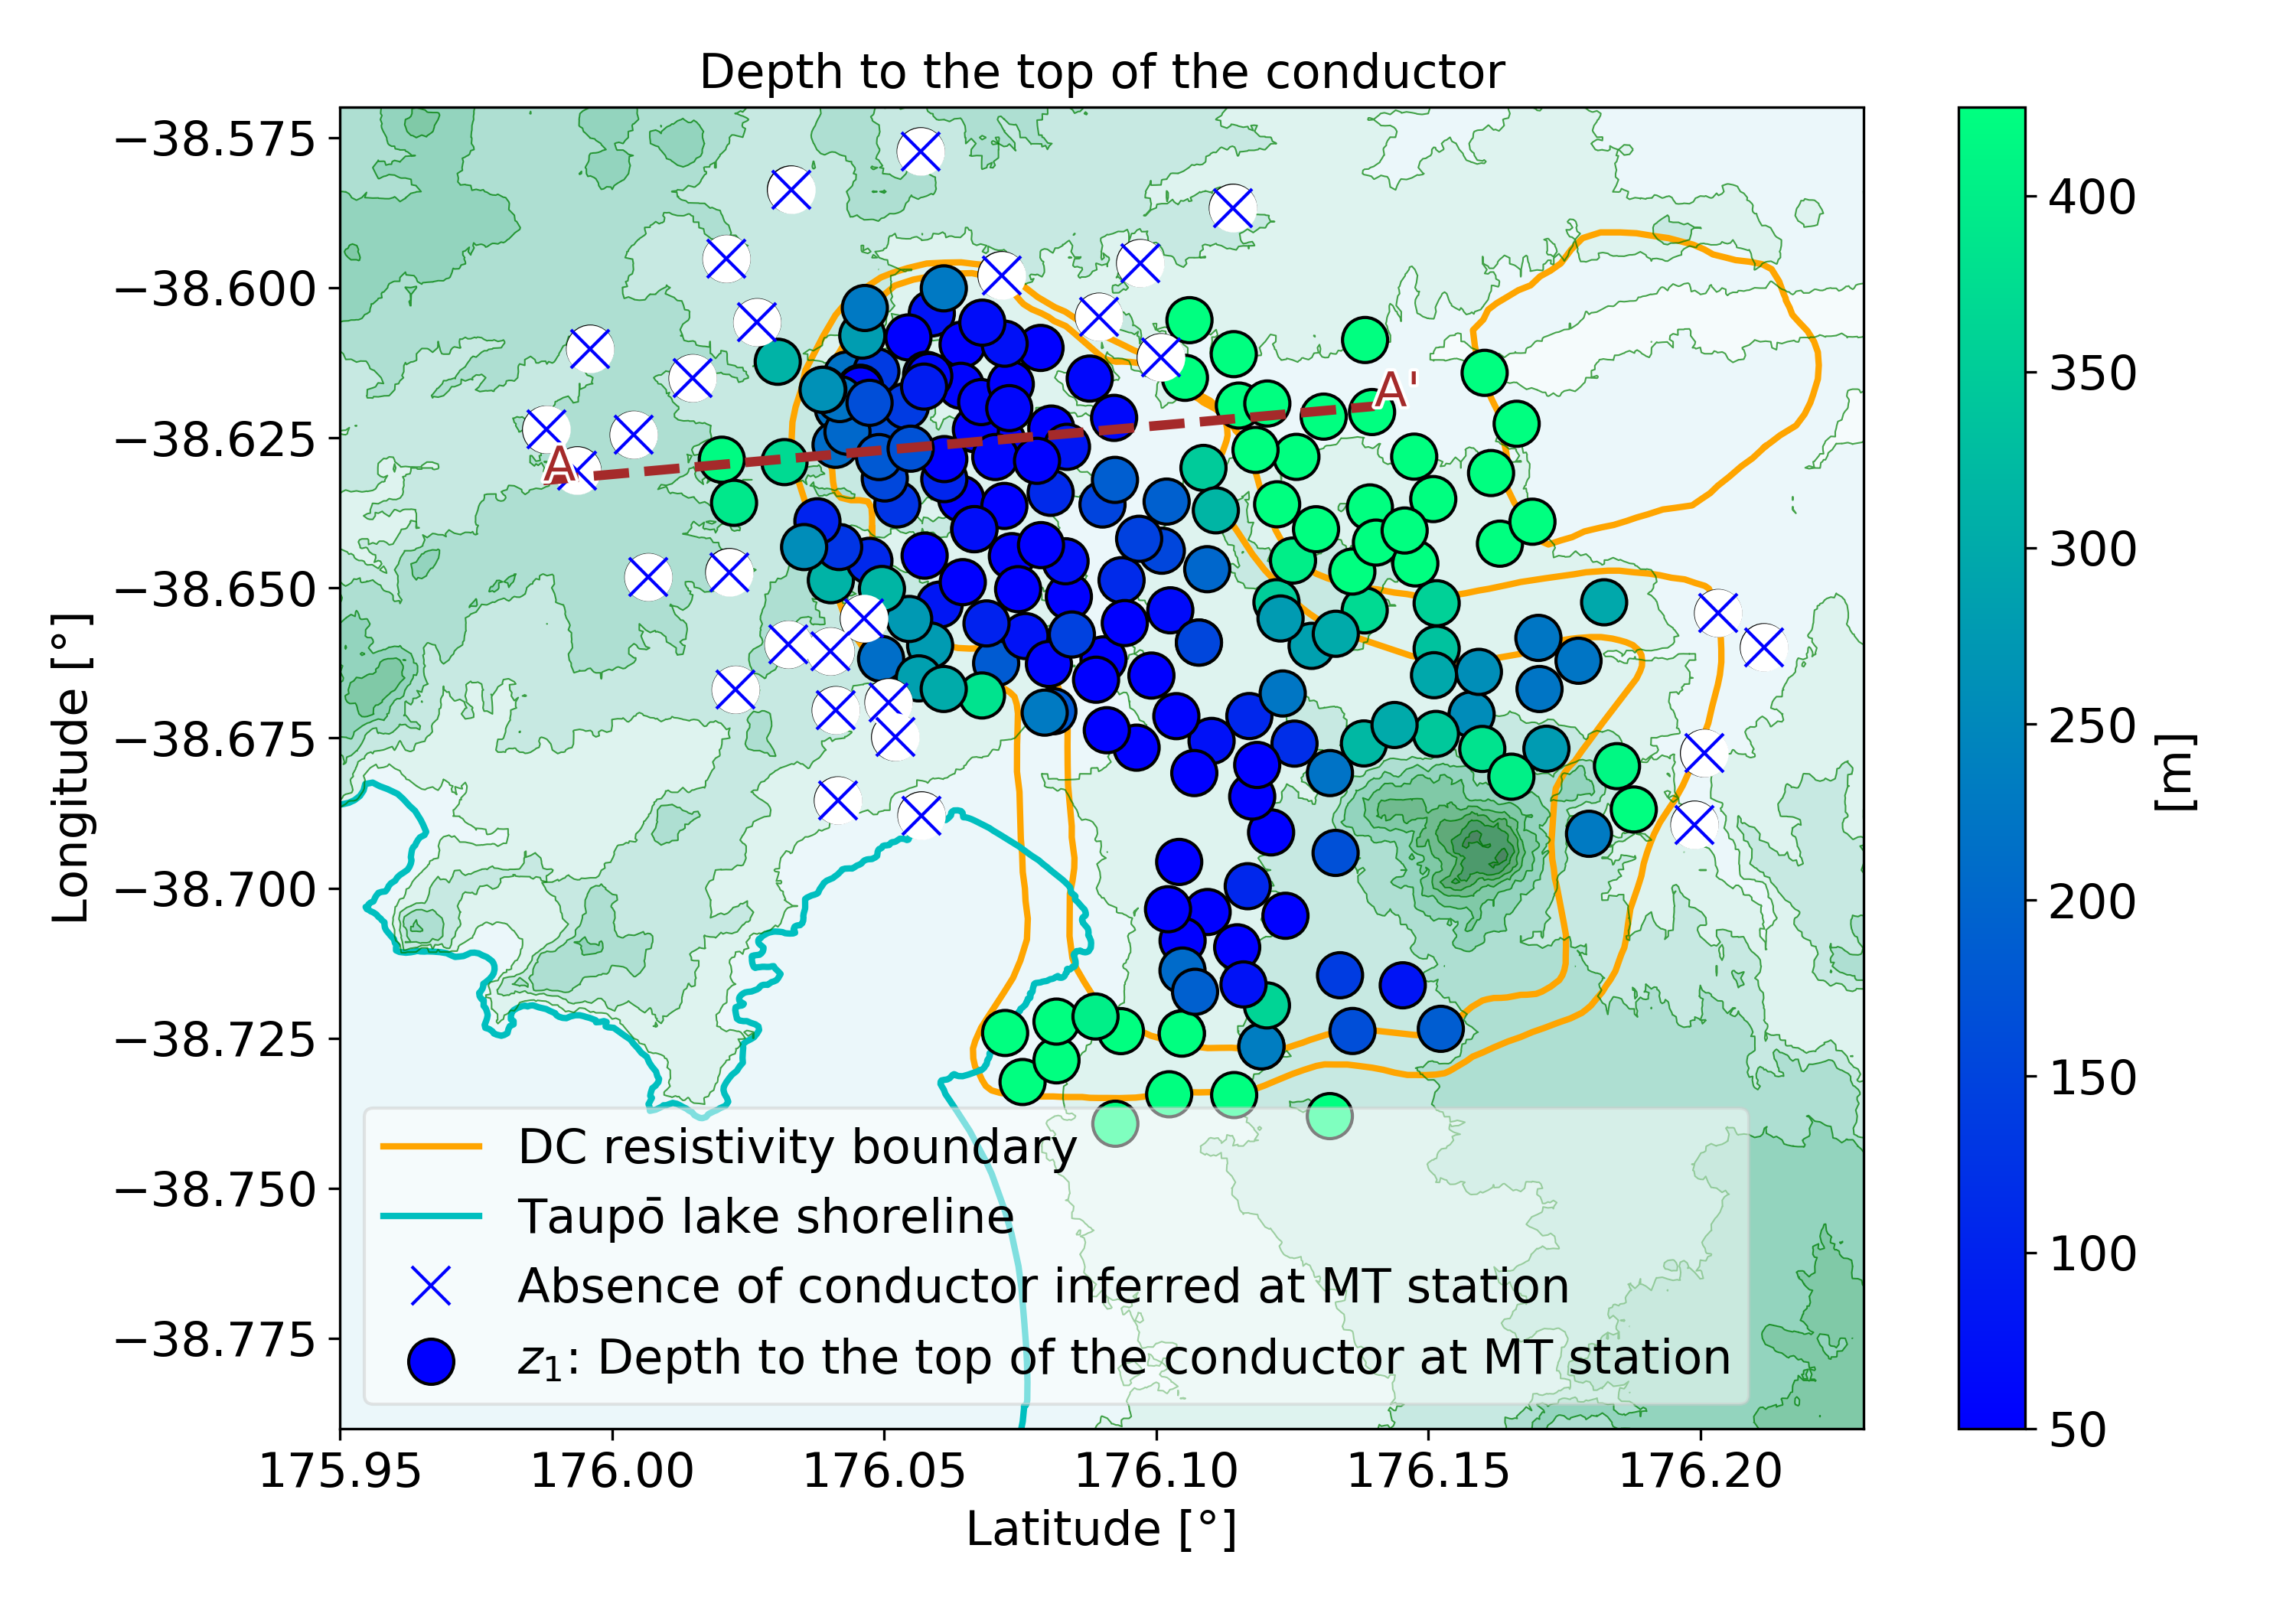 Depth to the top of the conductor
−38.575
−38.600
−38.625
−38.650
−38.675
−38.700
−38.725
−38.750
−38.775
Longitude [°]
A
A'
DC resistivity boundary
Taupō lake shoreline
Absence of conductor inferred at MT station
z₁: Depth to the top of the conductor at MT station
175.95 176.00 176.05 176.10 176.15 176.20
Latitude [°]
400
350
300
250
200
150
100
50
[m]